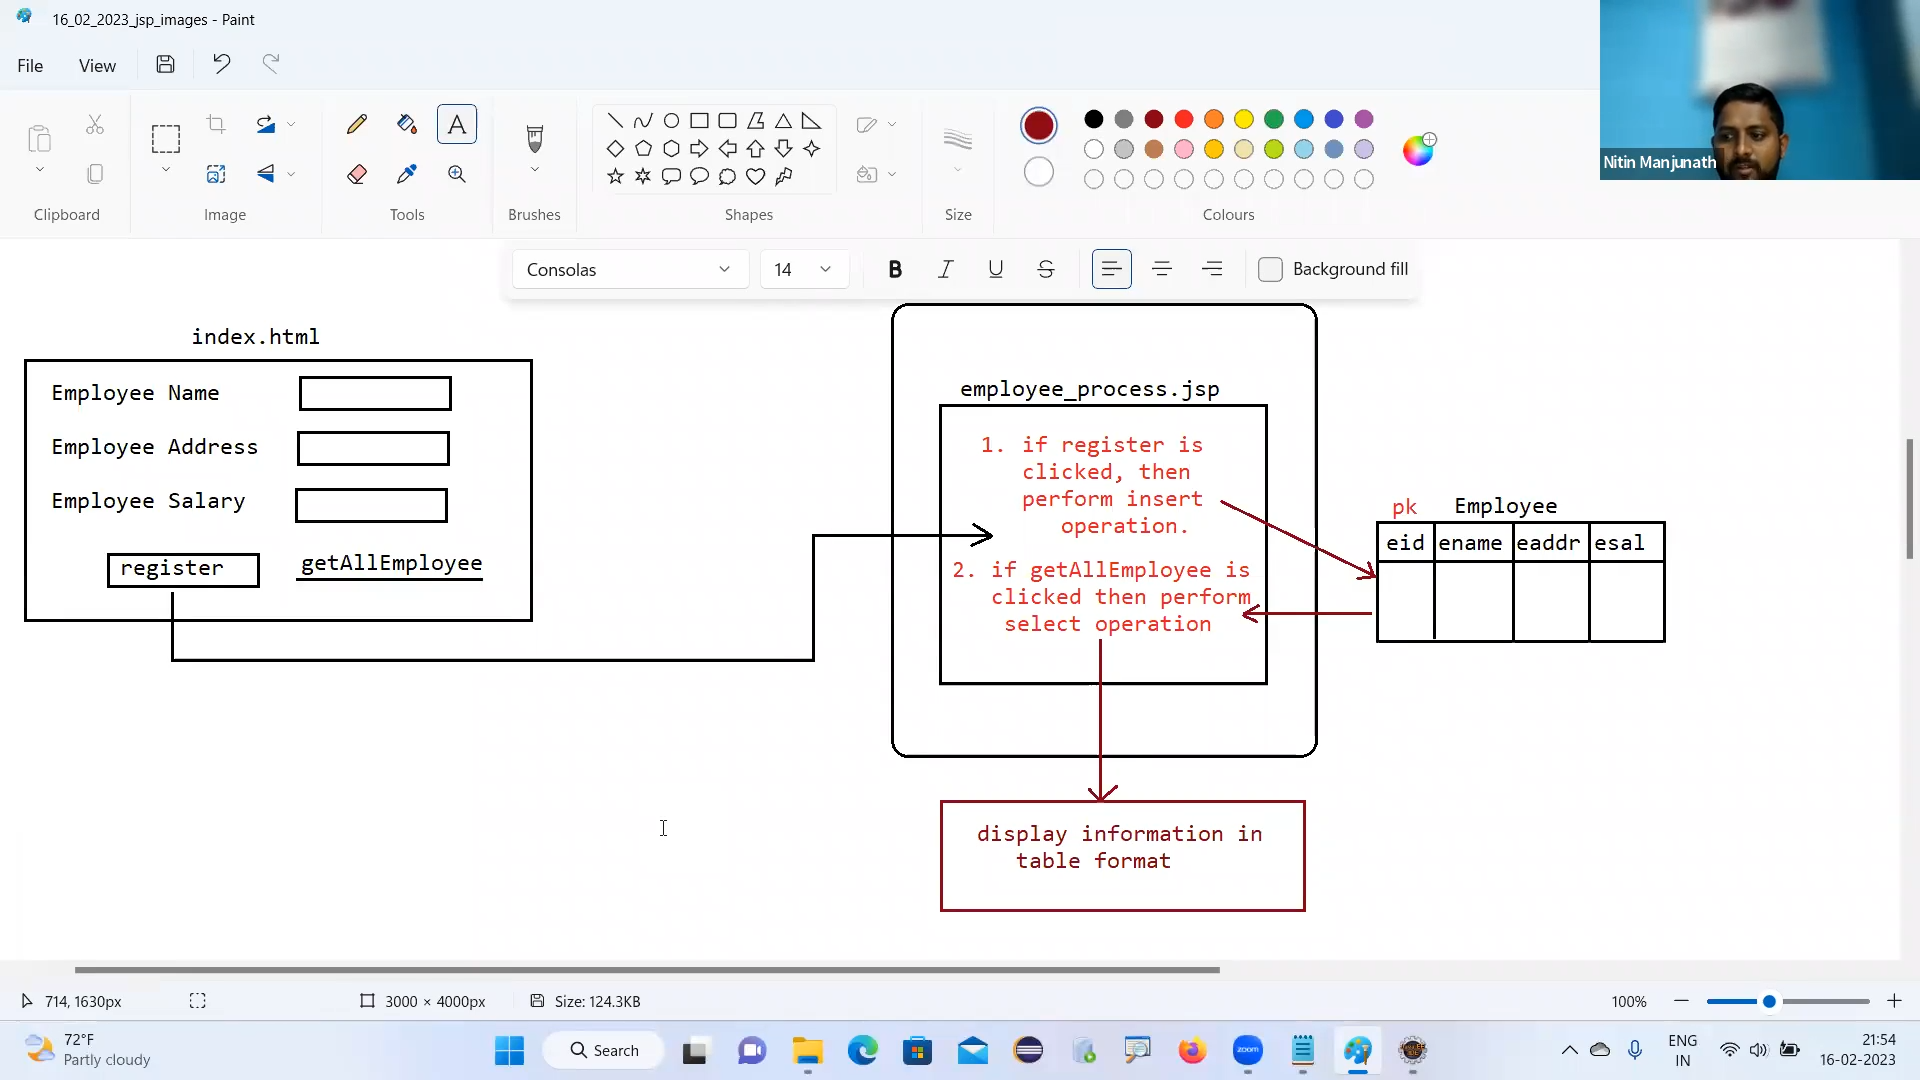 16_02_2023_jsp_images - Paint
File
View
Clipboard
Image
Tools
Brushes
Shapes
Size
Colours
Nitin Manjunath
Consolas
14
B
I
U
S
Background fill
index.html
Employee Name
Employee Address
Employee Salary
register
getAllEmployee
employee_process.jsp
1. if register is
clicked, then
perform insert
operation.
2. if getAllEmployee is
clicked then perform
select operation
pk
Employee
eid
ename
eaddr
esal
display information in
table format
714, 1630px
3000 × 4000px
Size: 124.3KB
100%
72°F
Partly cloudy
Search
zoom
ENG
IN
21:54
16-02-2023